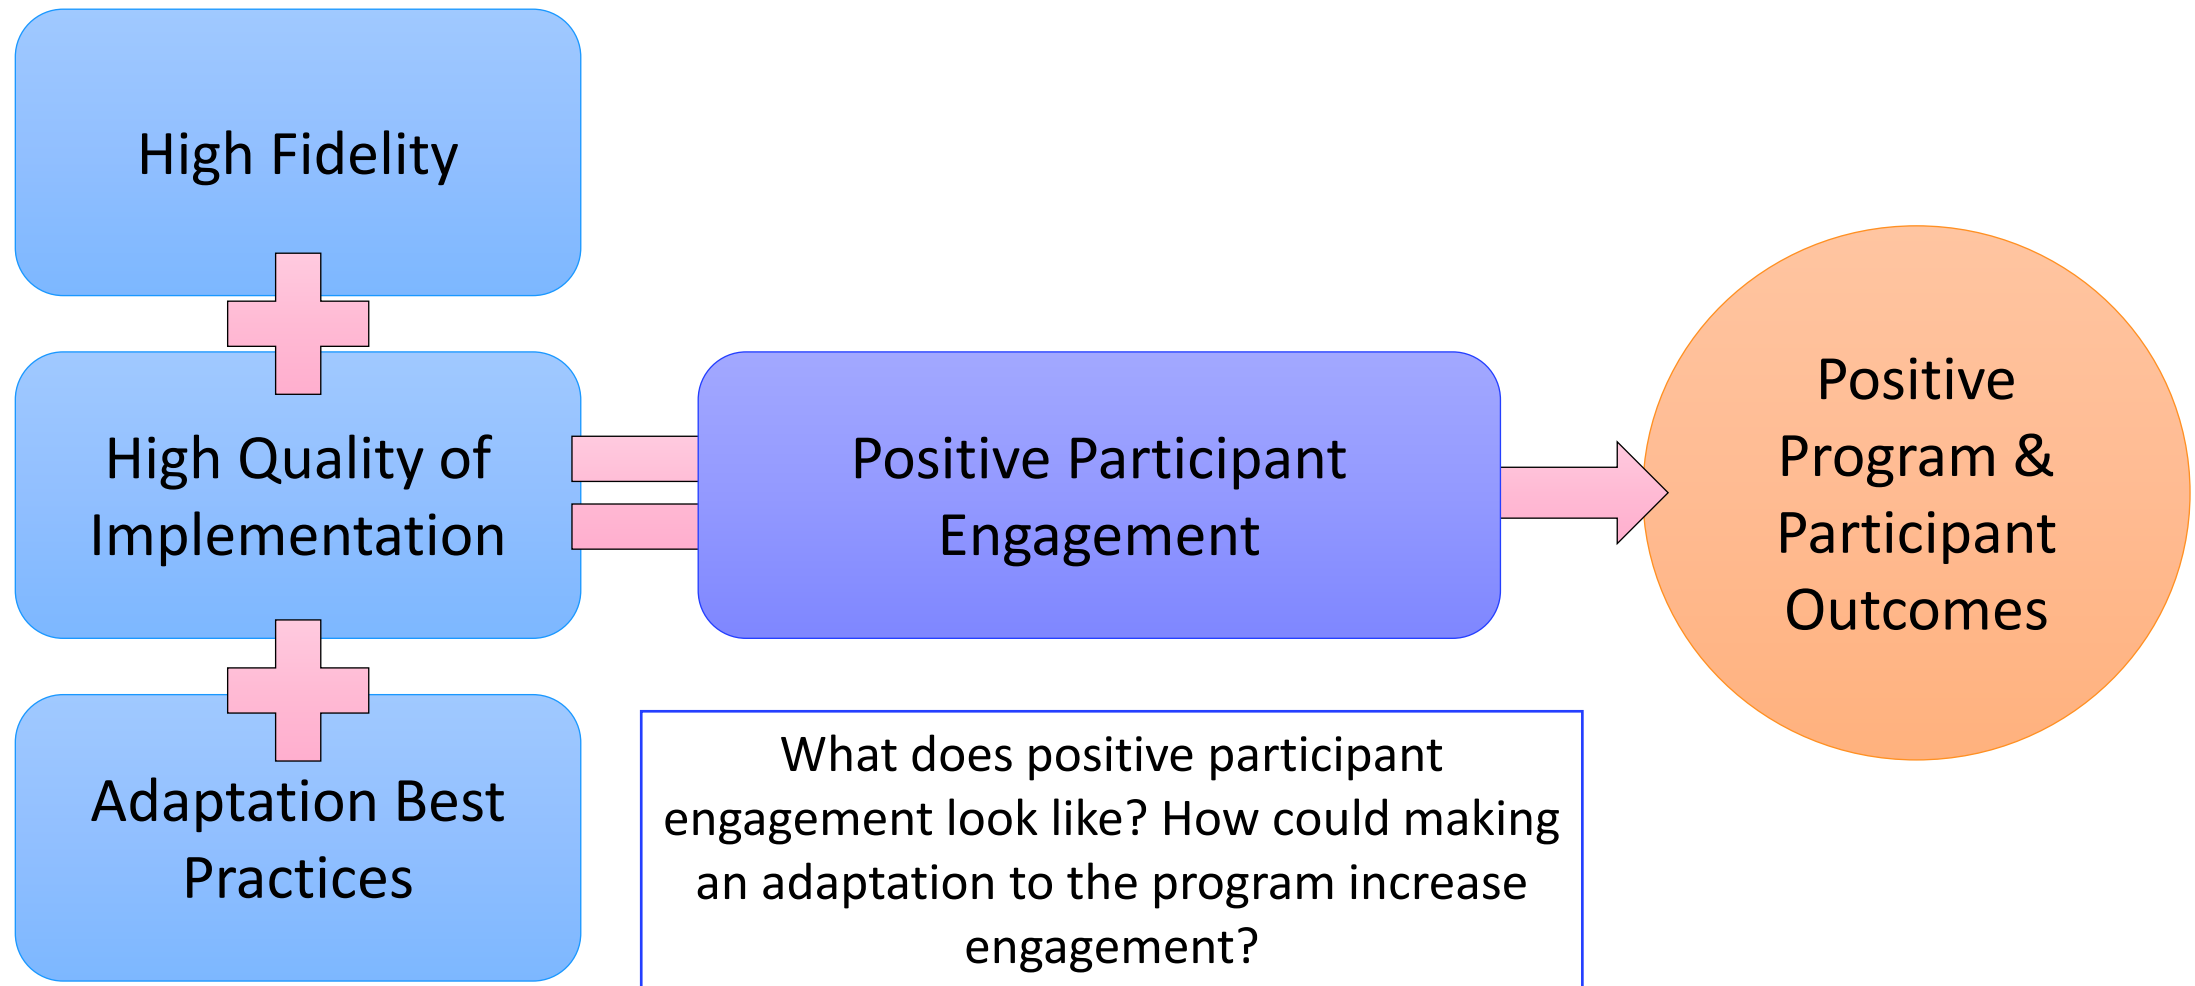 High Fidelity
High Quality of
Implementation
Adaptation Best
Practices
Positive Participant
Engagement
Positive
Program &
Participant
Outcomes
What does positive participant
engagement look like? How could making
an adaptation to the program increase
engagement?